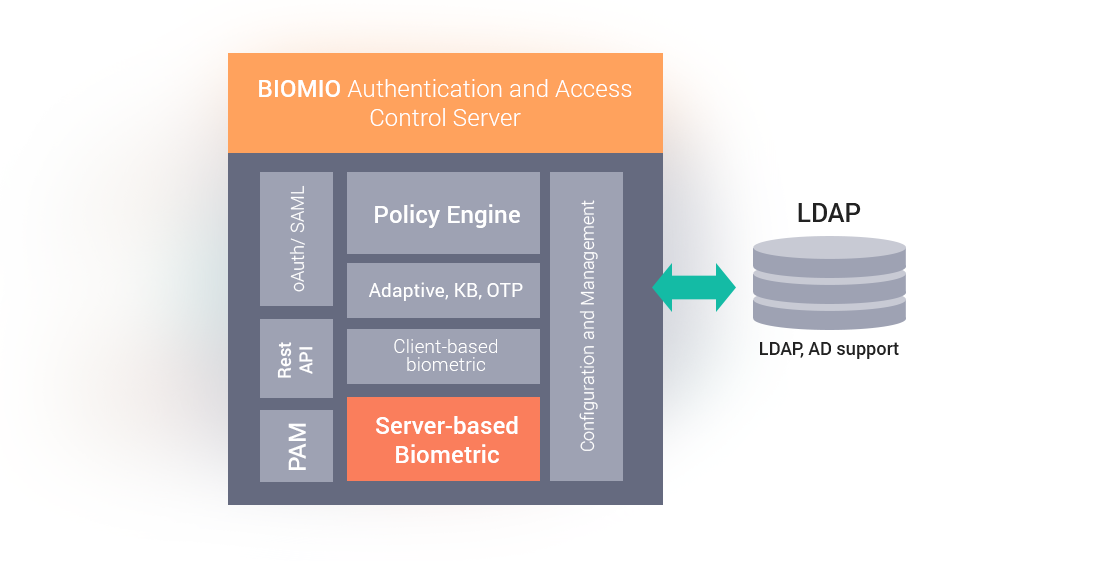 BIOMIO Authentication and Access
Control Server
oAuth/ SAML
Rest
API
PAM
Policy Engine
Adaptive, KB, OTP
Client-based
biometric
Server-based
Biometric
Configuration and Management
LDAP
LDAP, AD support